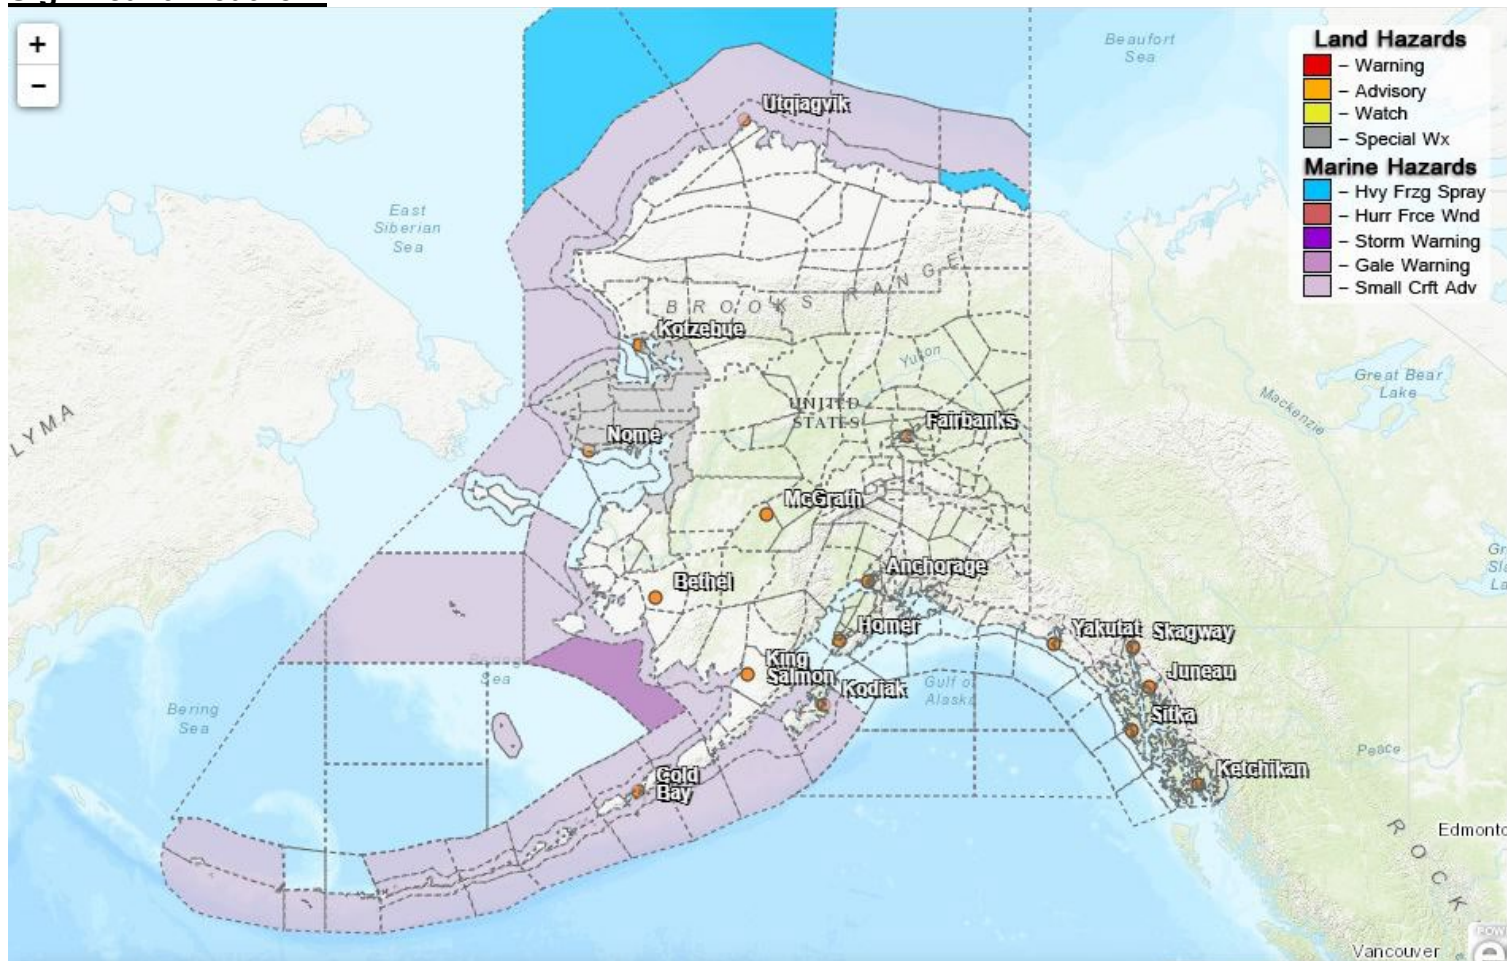 +
−
Beaufort
Sea
Land Hazards
– Warning
– Advisory
– Watch
– Special Wx
Marine Hazards
– Hvy Frzg Spray
– Hurr Frce Wnd
– Storm Warning
– Gale Warning
– Small Crft Adv
Utqiagvik
East
Siberian
Sea
BROOKS RANGE
Kotzebue
Yukon
Great Bear
Lake
Mackenzie
LYMA
UNITED
STATES
Fairbanks
Nome
McGrath
Anchorage
Bethel
Homer
Yakutat
Skagway
King
Salmon
Juneau
Kodiak
Gulf o
Alaska
Bering
Sea
Bering
Sea
Sitka
Peace
Cold
Bay
Ketchikan
Edmonto
ROCK
Vancouver
POW